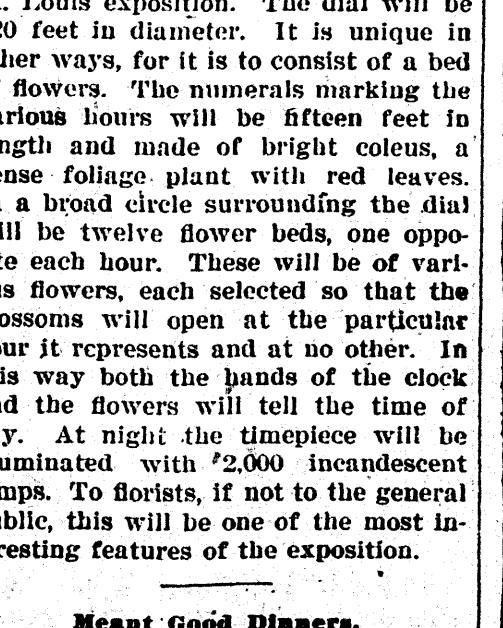 . Louis exposition. The dial will be
20 feet in diameter. It is unique in
her ways, for it is to consist of a bed
flowers. The numerals marking the
arious hours will be fifteen feet in
ngth and made of bright coleus, a
ense foliage plant with red leaves.
a broad circle surrounding the dial
ill be twelve flower beds, one oppo-
te each hour. These will be of vari-
us flowers, each selected so that the
ossoms will open at the particular
our it represents and at no other. In
is way both the hands of the clock
nd the flowers will tell the time of
y. At night the timepiece will be
uminated with 2,000 incandescent
mps. To florists, if not to the general
ublic, this will be one of the most in-
resting features of the exposition.
Meant Good Dinners.